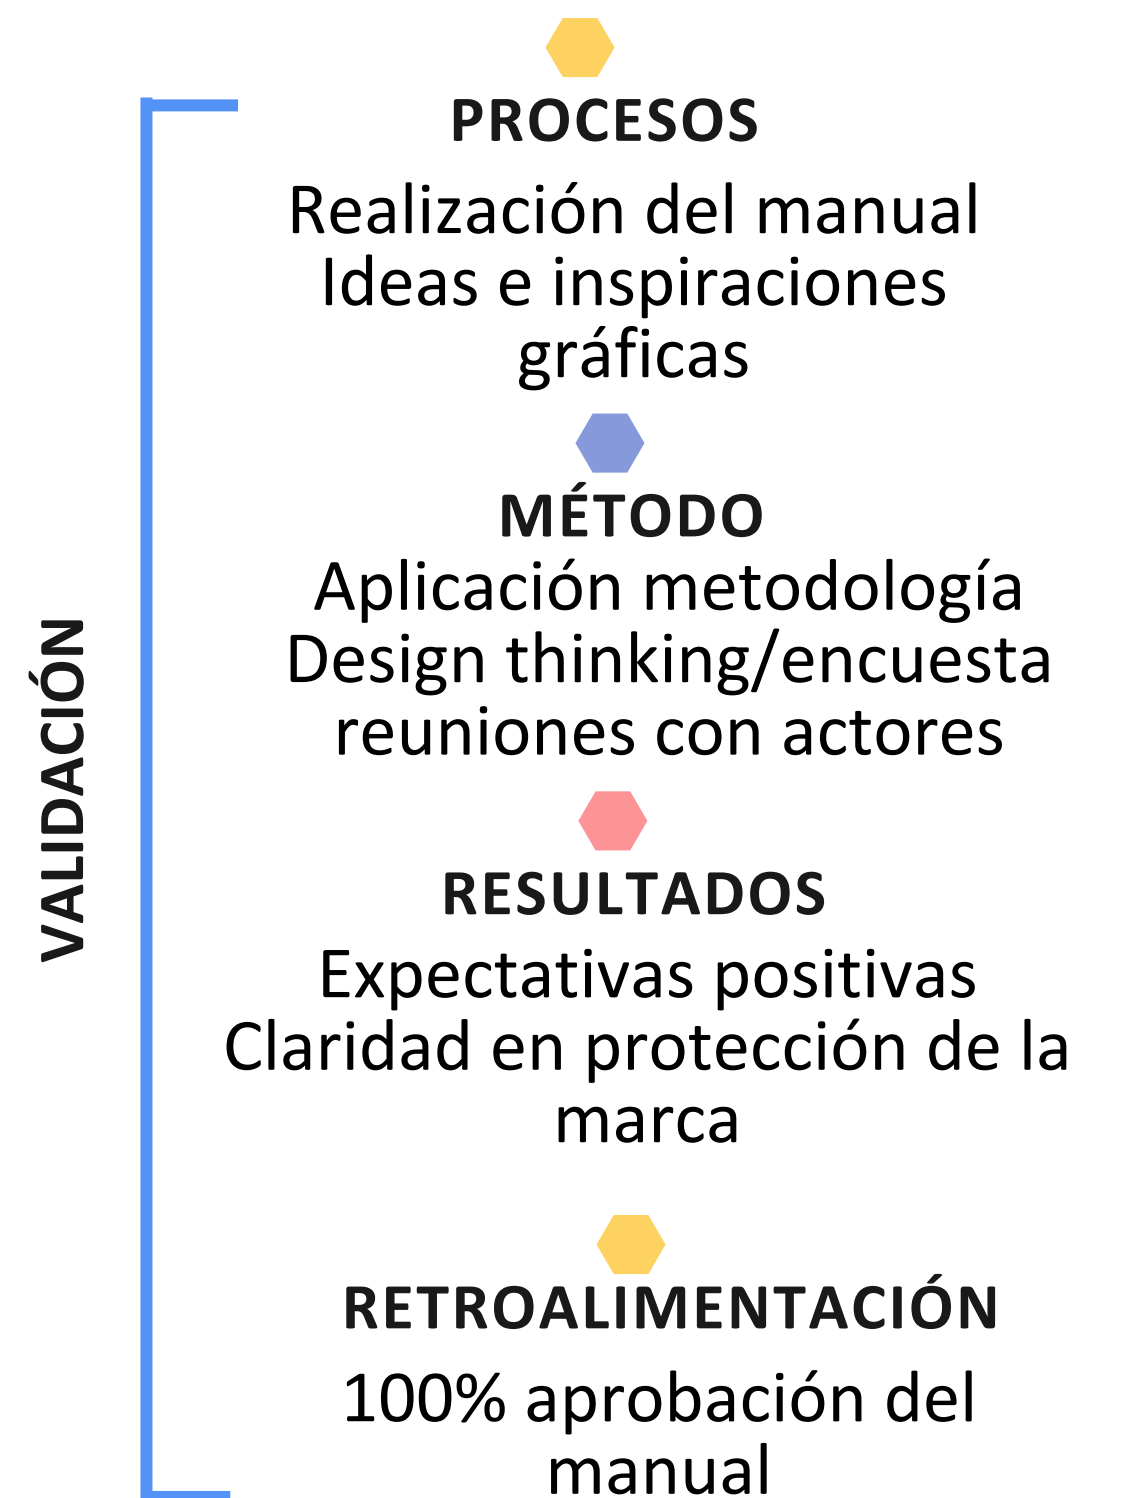 VALIDACIÓN
PROCESOS
Realización del manual
Ideas e inspiraciones
gráficas
MÉTODO
Aplicación metodología
Design thinking/encuesta
reuniones con actores
RESULTADOS
Expectativas positivas
Claridad en protección de la
marca
RETROALIMENTACIÓN
100% aprobación del
manual